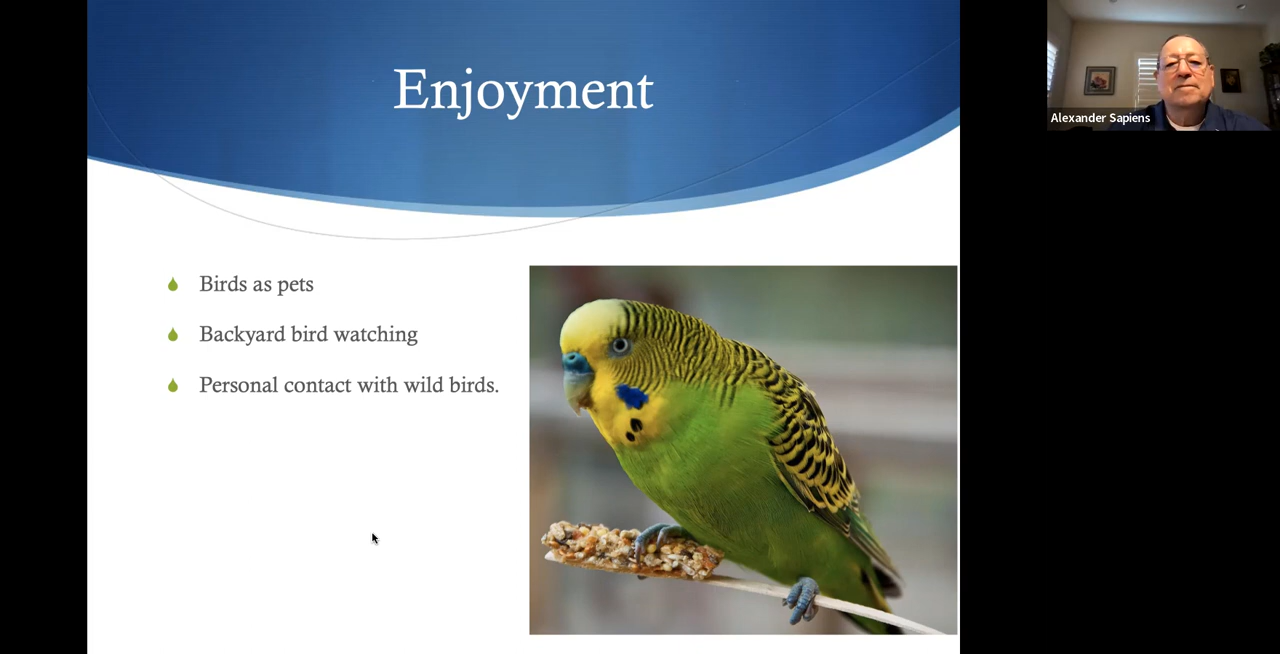 Enjoyment
Birds as pets
Backyard bird watching
Personal contact with wild birds.
Alexander Sapiens